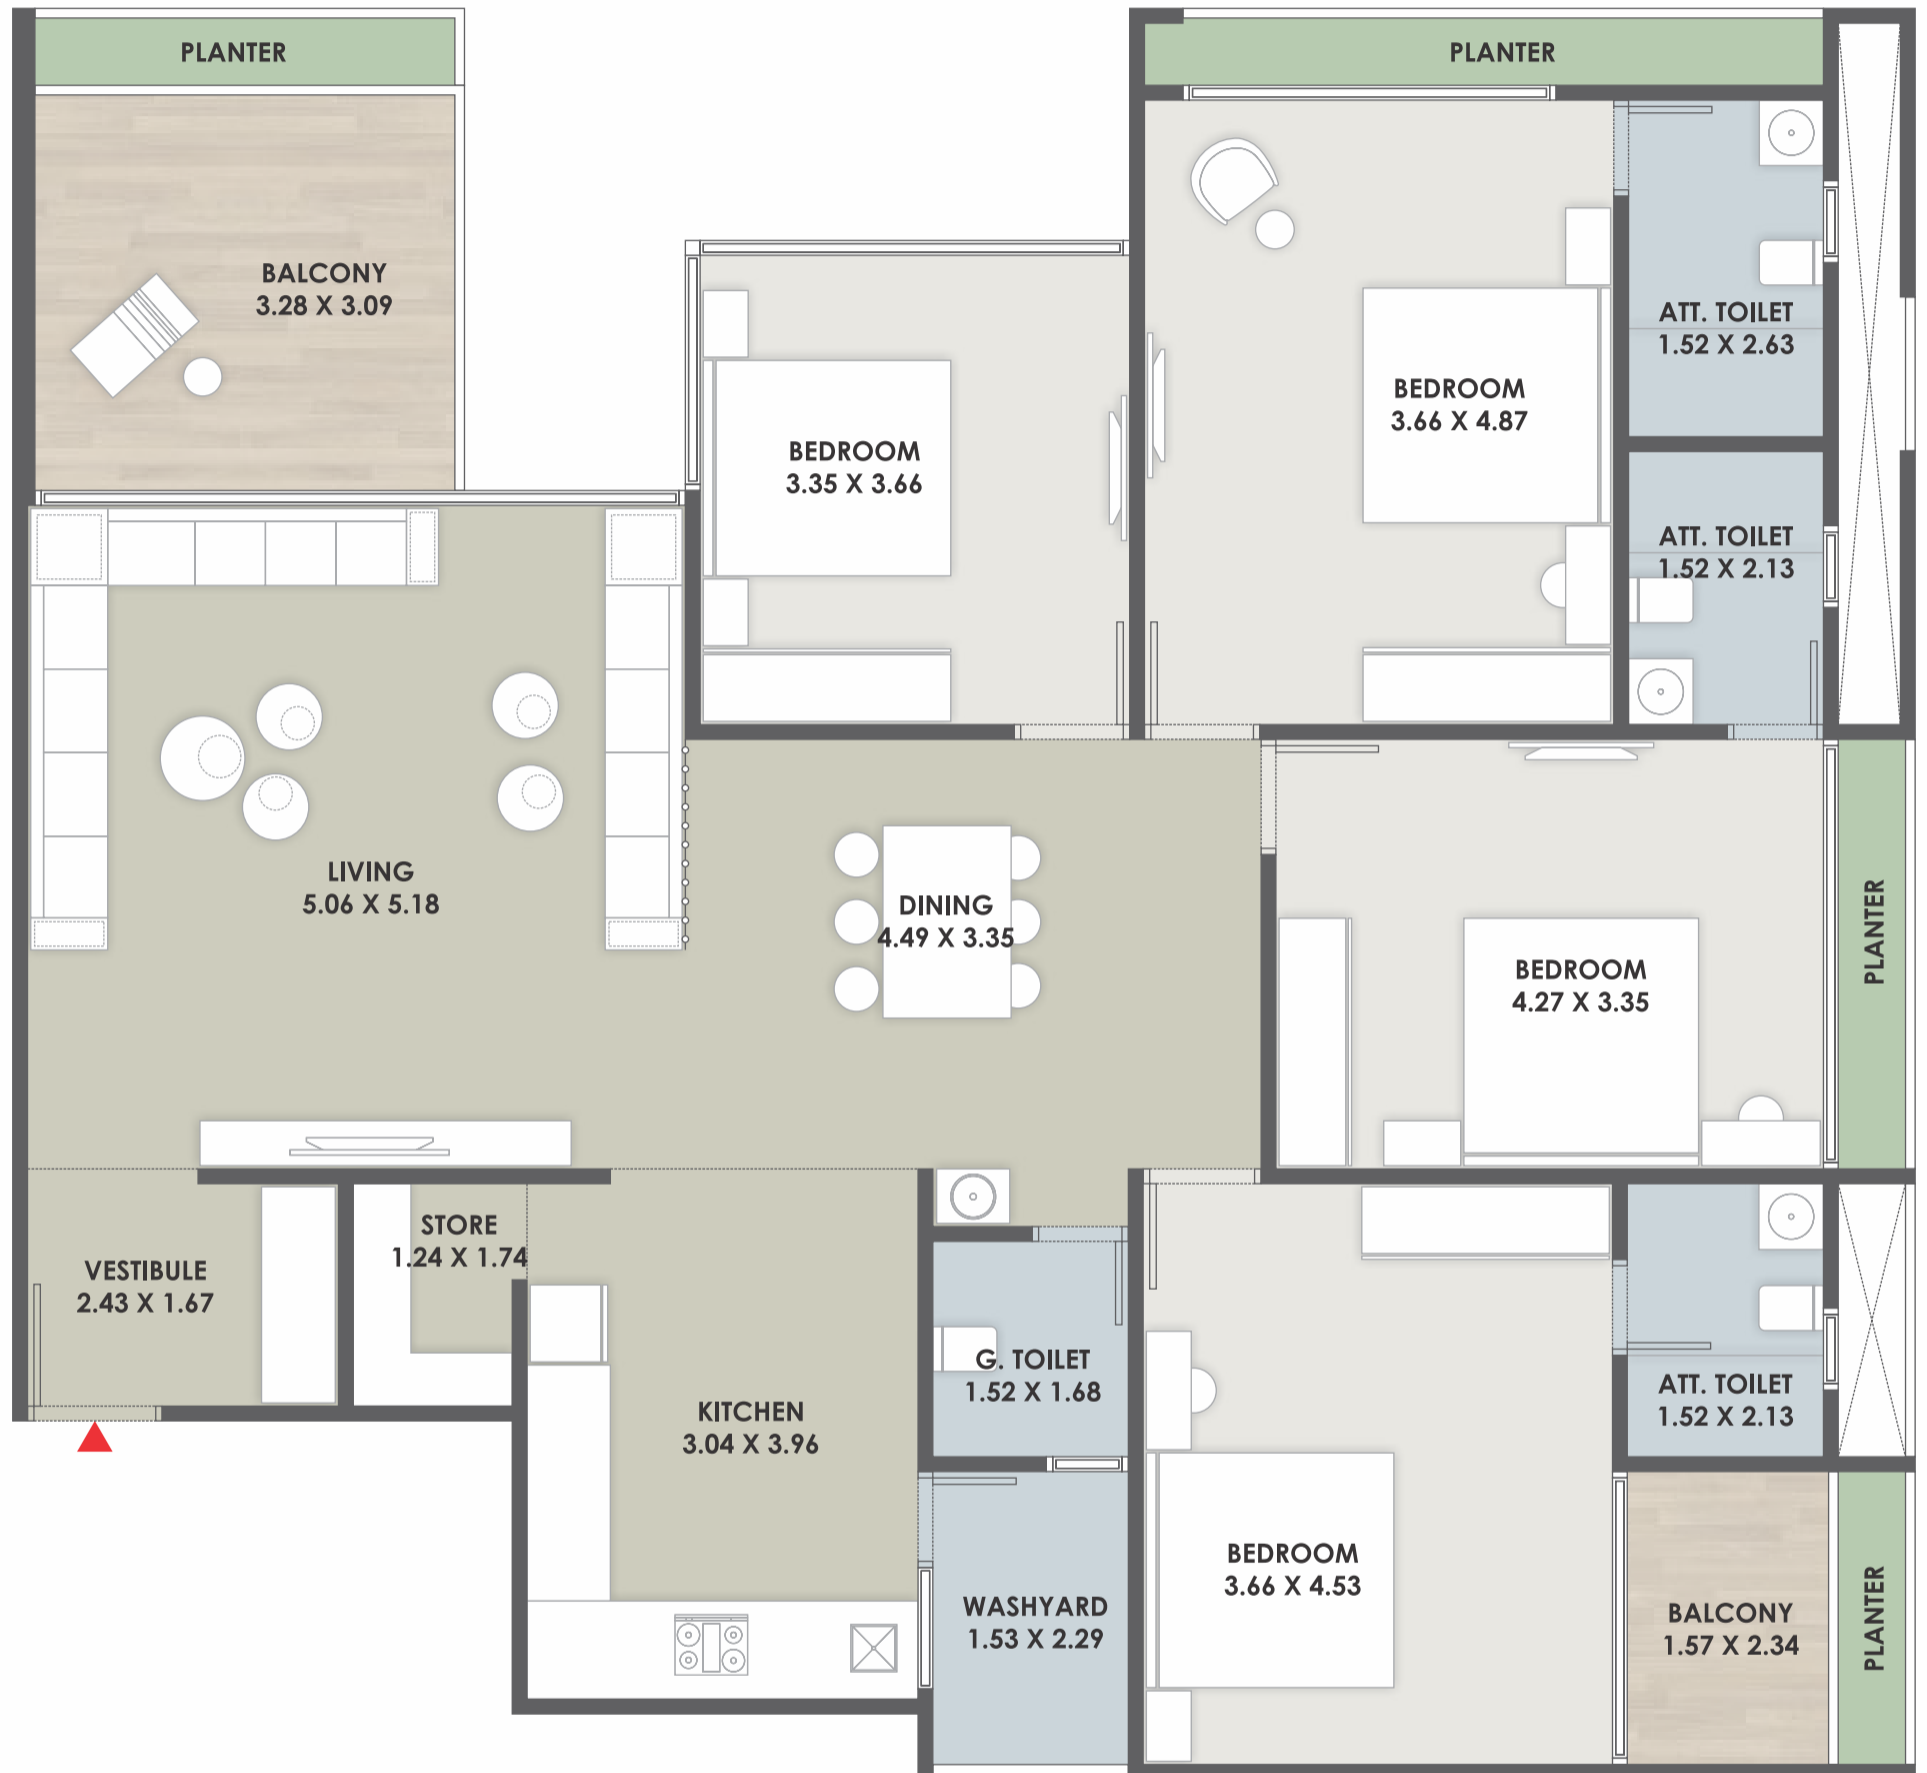 PLANTER
PLANTER
BALCONY
3.28 X 3.09
ATT. TOILET
1.52 X 2.63
BEDROOM
3.66 X 4.87
BEDROOM
3.35 X 3.66
ATT. TOILET
1.52 X 2.13
LIVING
5.06 X 5.18
DINING
4.49 X 3.35
PLANTER
BEDROOM
4.27 X 3.35
STORE
1.24 X 1.74
VESTIBULE
2.43 X 1.67
G. TOILET
1.52 X 1.68
ATT. TOILET
1.52 X 2.13
KITCHEN
3.04 X 3.96
BEDROOM
3.66 X 4.53
WASHYARD
1.53 X 2.29
BALCONY
1.57 X 2.34
PLANTER